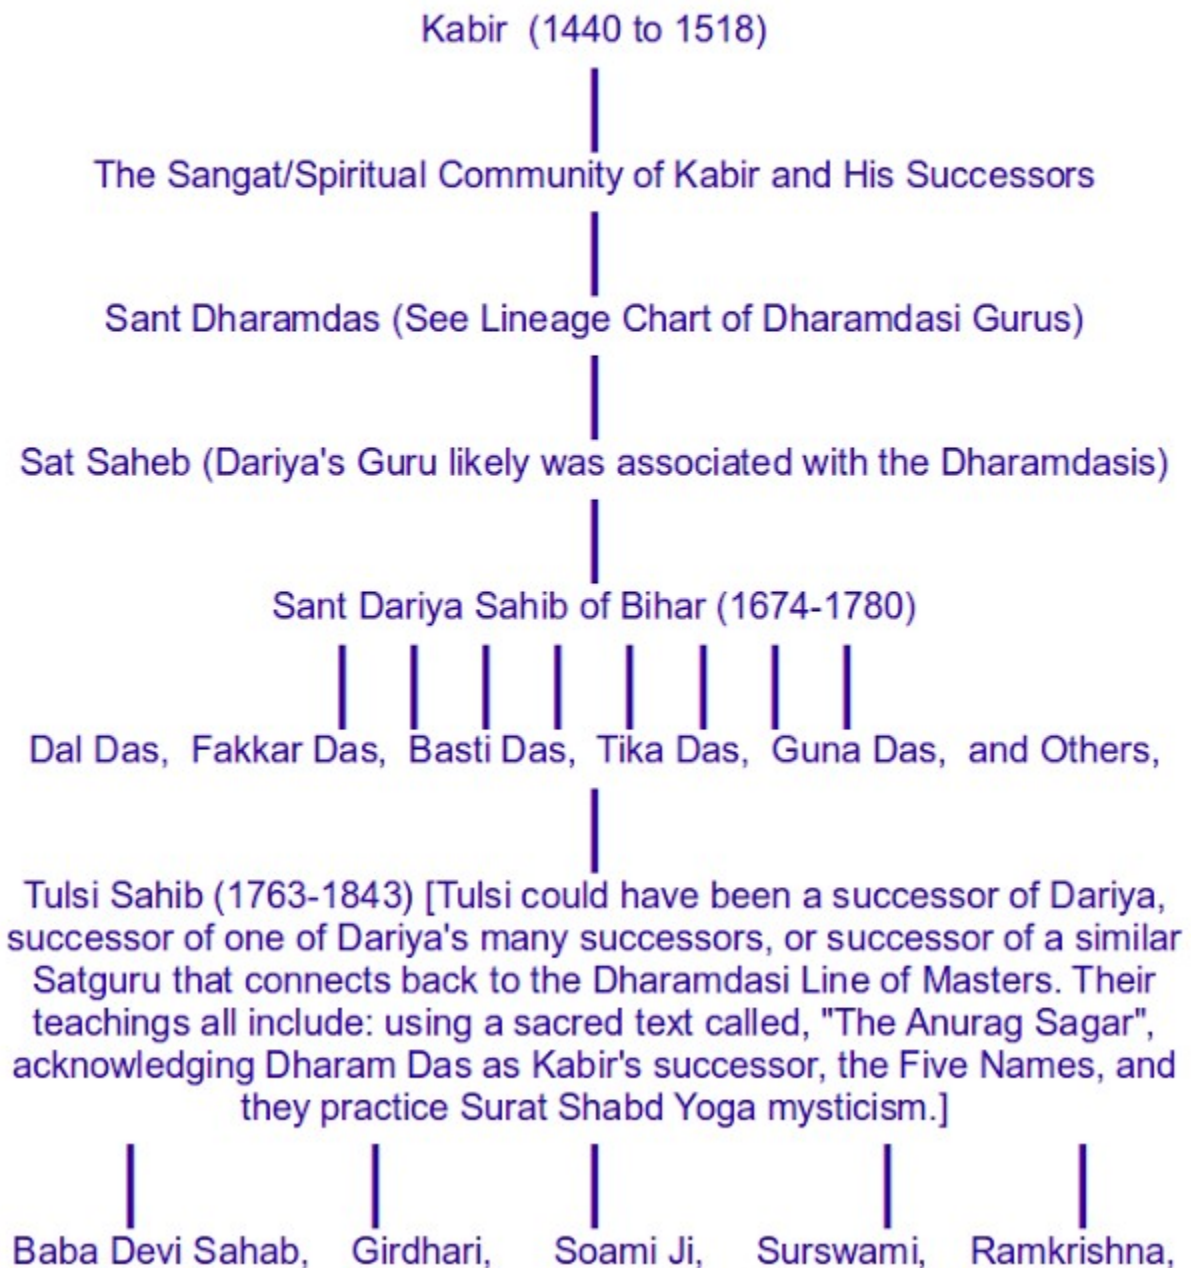 Kabir (1440 to 1518)
The Sangat/Spiritual Community of Kabir and His Successors
Sant Dharamdas (See Lineage Chart of Dharamdasi Gurus)
Sat Saheb (Dariya's Guru likely was associated with the Dharamdasis)
Sant Dariya Sahib of Bihar (1674-1780)
Dal Das, Fakkar Das, Basti Das, Tika Das, Guna Das, and Others,
Tulsi Sahib (1763-1843) [Tulsi could have been a successor of Dariya,
successor of one of Dariya's many successors, or successor of a similar
Satguru that connects back to the Dharamdasi Line of Masters. Their
teachings all include: using a sacred text called, "The Anurag Sagar",
acknowledging Dharam Das as Kabir's successor, the Five Names, and
they practice Surat Shabd Yoga mysticism.]
Baba Devi Sahab, Girdhari, Soami Ji, Surswami, Ramkrishna,